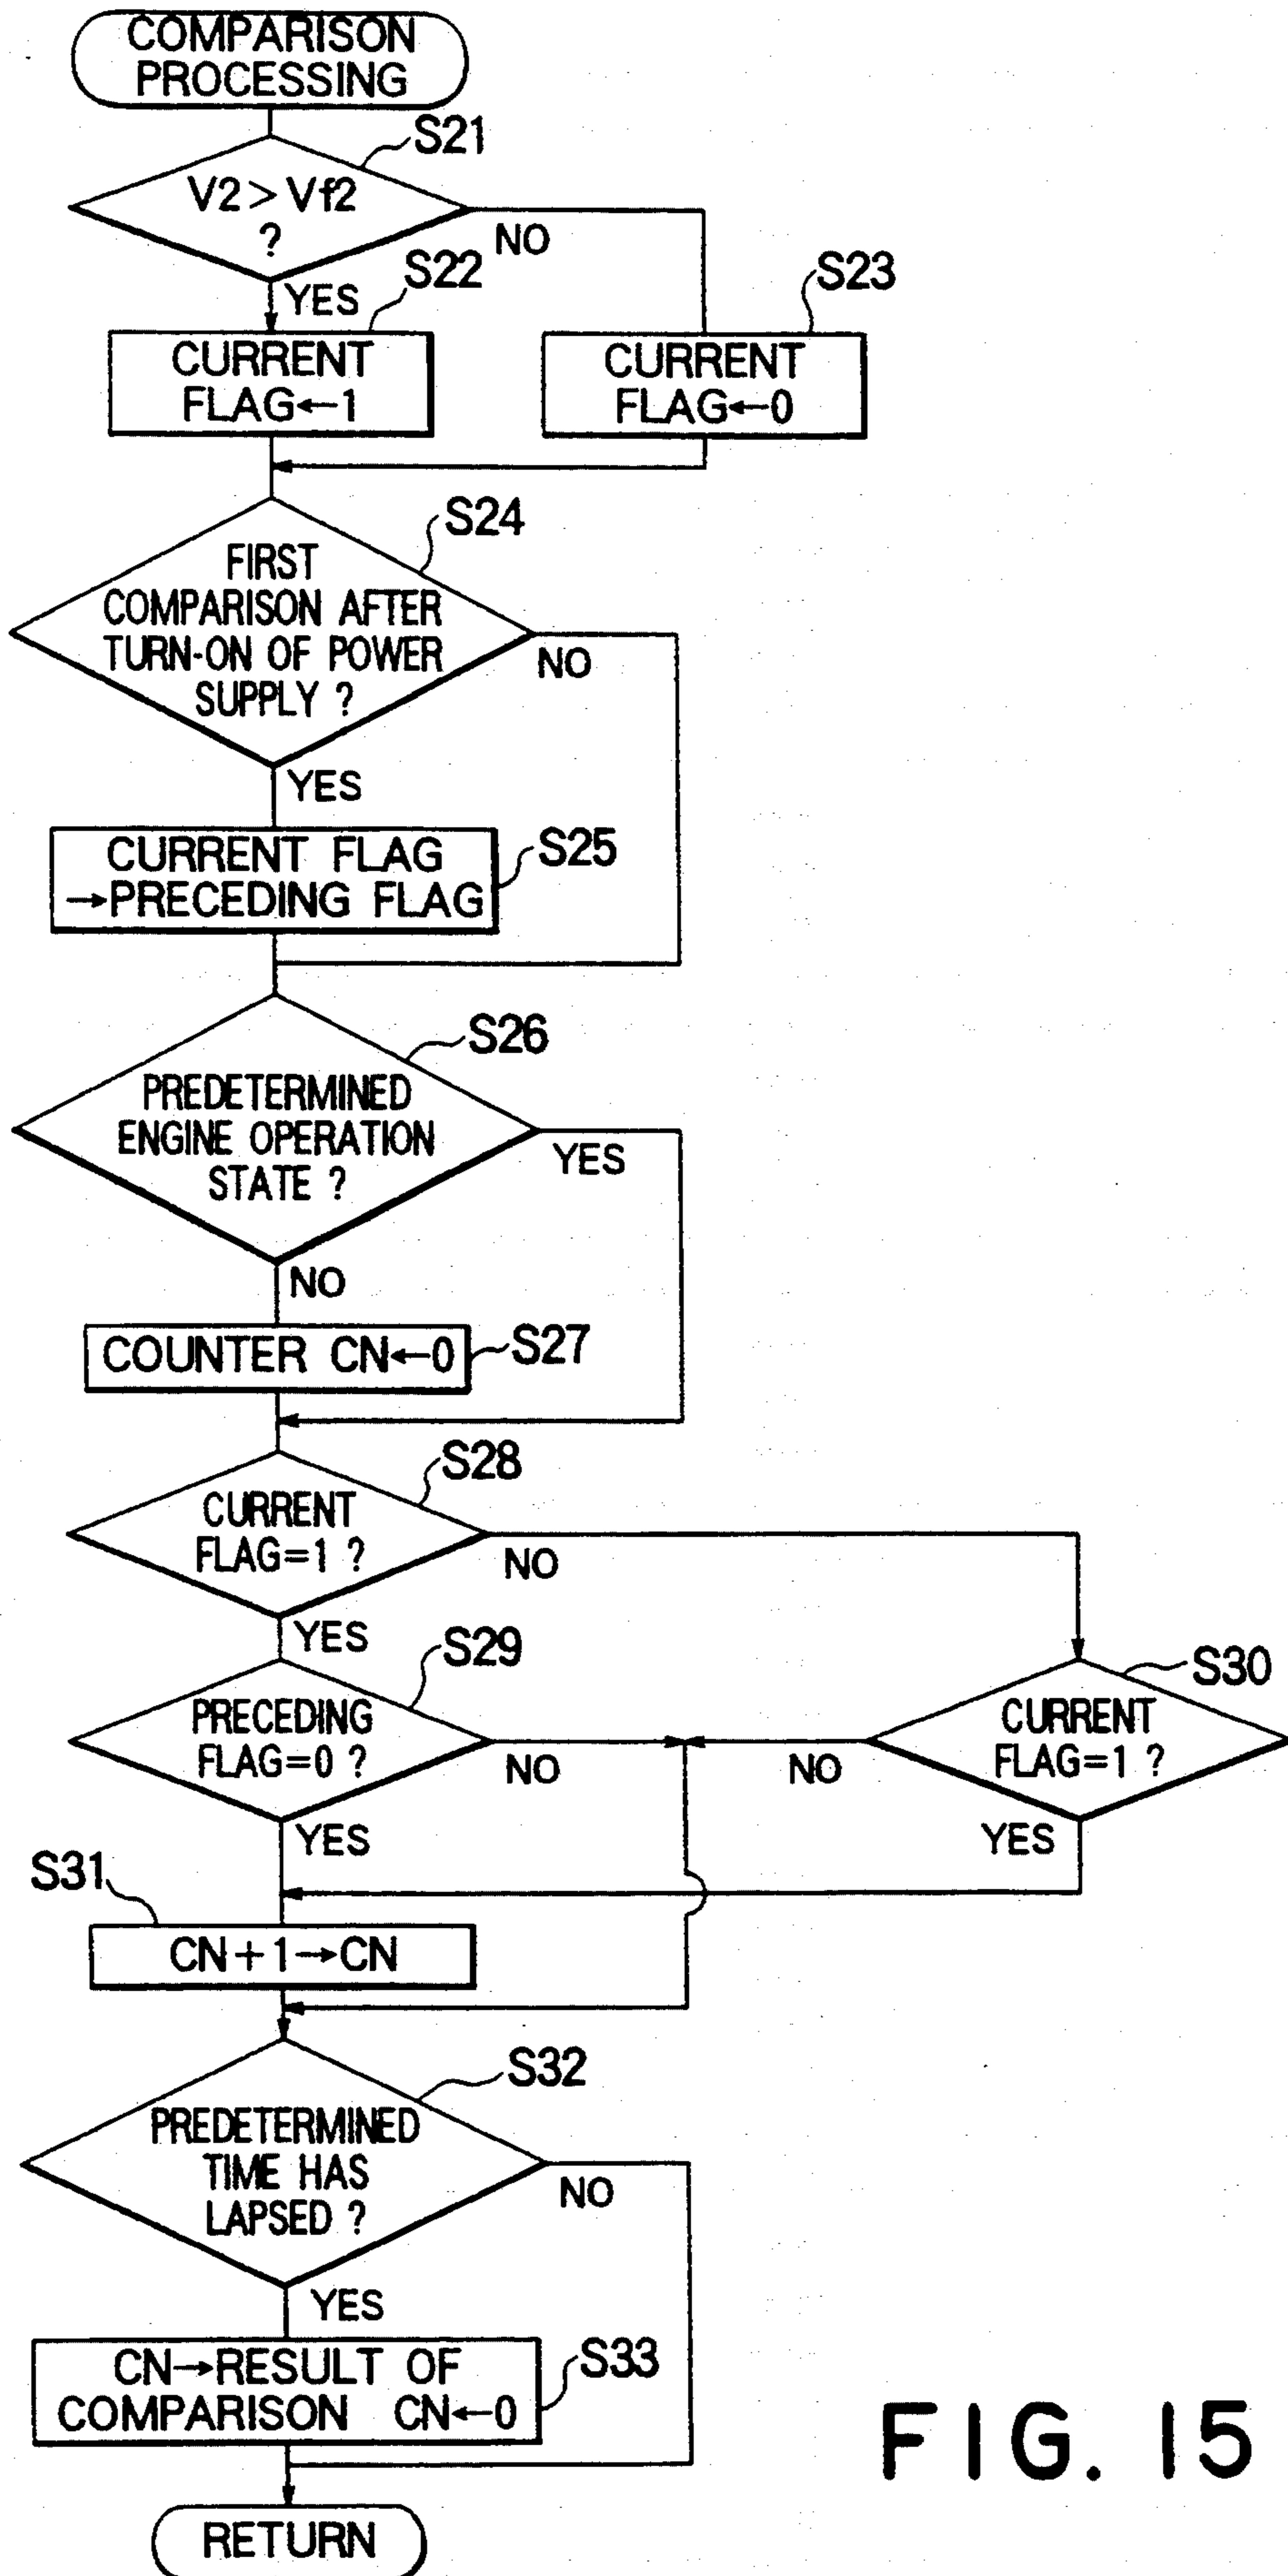 COMPARISON
PROCESSING
S21
V2 > Vf2
?
NO
YES
S22
S23
CURRENT
FLAG←1
CURRENT
FLAG←0
S24
FIRST
COMPARISON AFTER
TURN-ON OF POWER
SUPPLY ?
NO
YES
CURRENT FLAG
→PRECEDING FLAG
S25
S26
PREDETERMINED
ENGINE OPERATION
STATE ?
YES
NO
COUNTER CN←0
S27
S28
CURRENT
FLAG=1 ?
NO
YES
S29
PRECEDING
FLAG=0 ?
NO
YES
S30
CURRENT
FLAG=1 ?
NO
YES
S31
CN+1→CN
S32
PREDETERMINED
TIME HAS
LAPSED ?
NO
YES
CN→RESULT OF
COMPARISON CN←0
S33
RETURN
FIG. 15